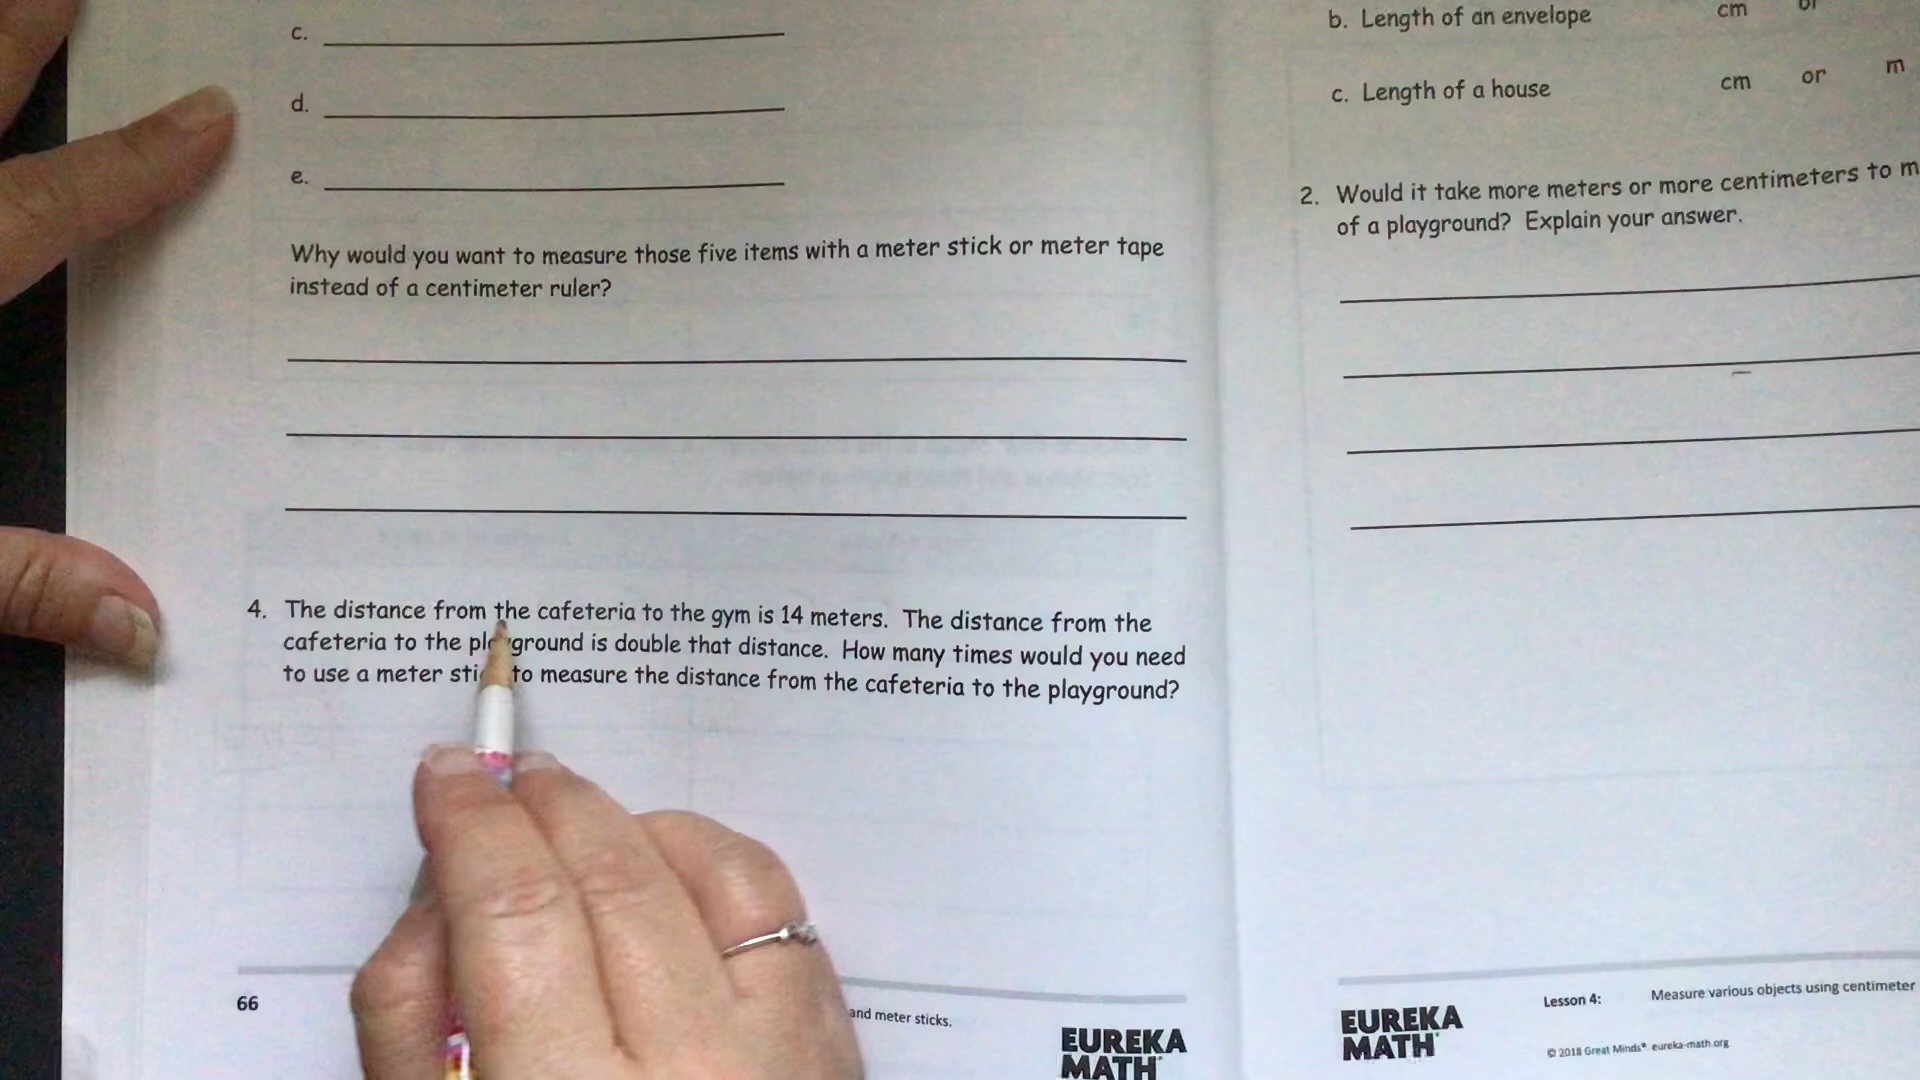 c.
d.
e.
Why would you want to measure those five items with a meter stick or meter tape
instead of a centimeter ruler?
4. The distance from the cafeteria to the gym is 14 meters. The distance from the
cafeteria to the playground is double that distance. How many times would you need
to use a meter to measure the distance from the cafeteria to the playground?
66
and meter sticks.
EUREKA
MATH
b. Length of an envelope cm or
c. Length of a house cm or m
2. Would it take more meters or more centimeters to
of a playground? Explain your answer.
EUREKA
MATH
Lesson 4: Measure various objects using centimeter
© 2018 Great Minds® eureka-math.org